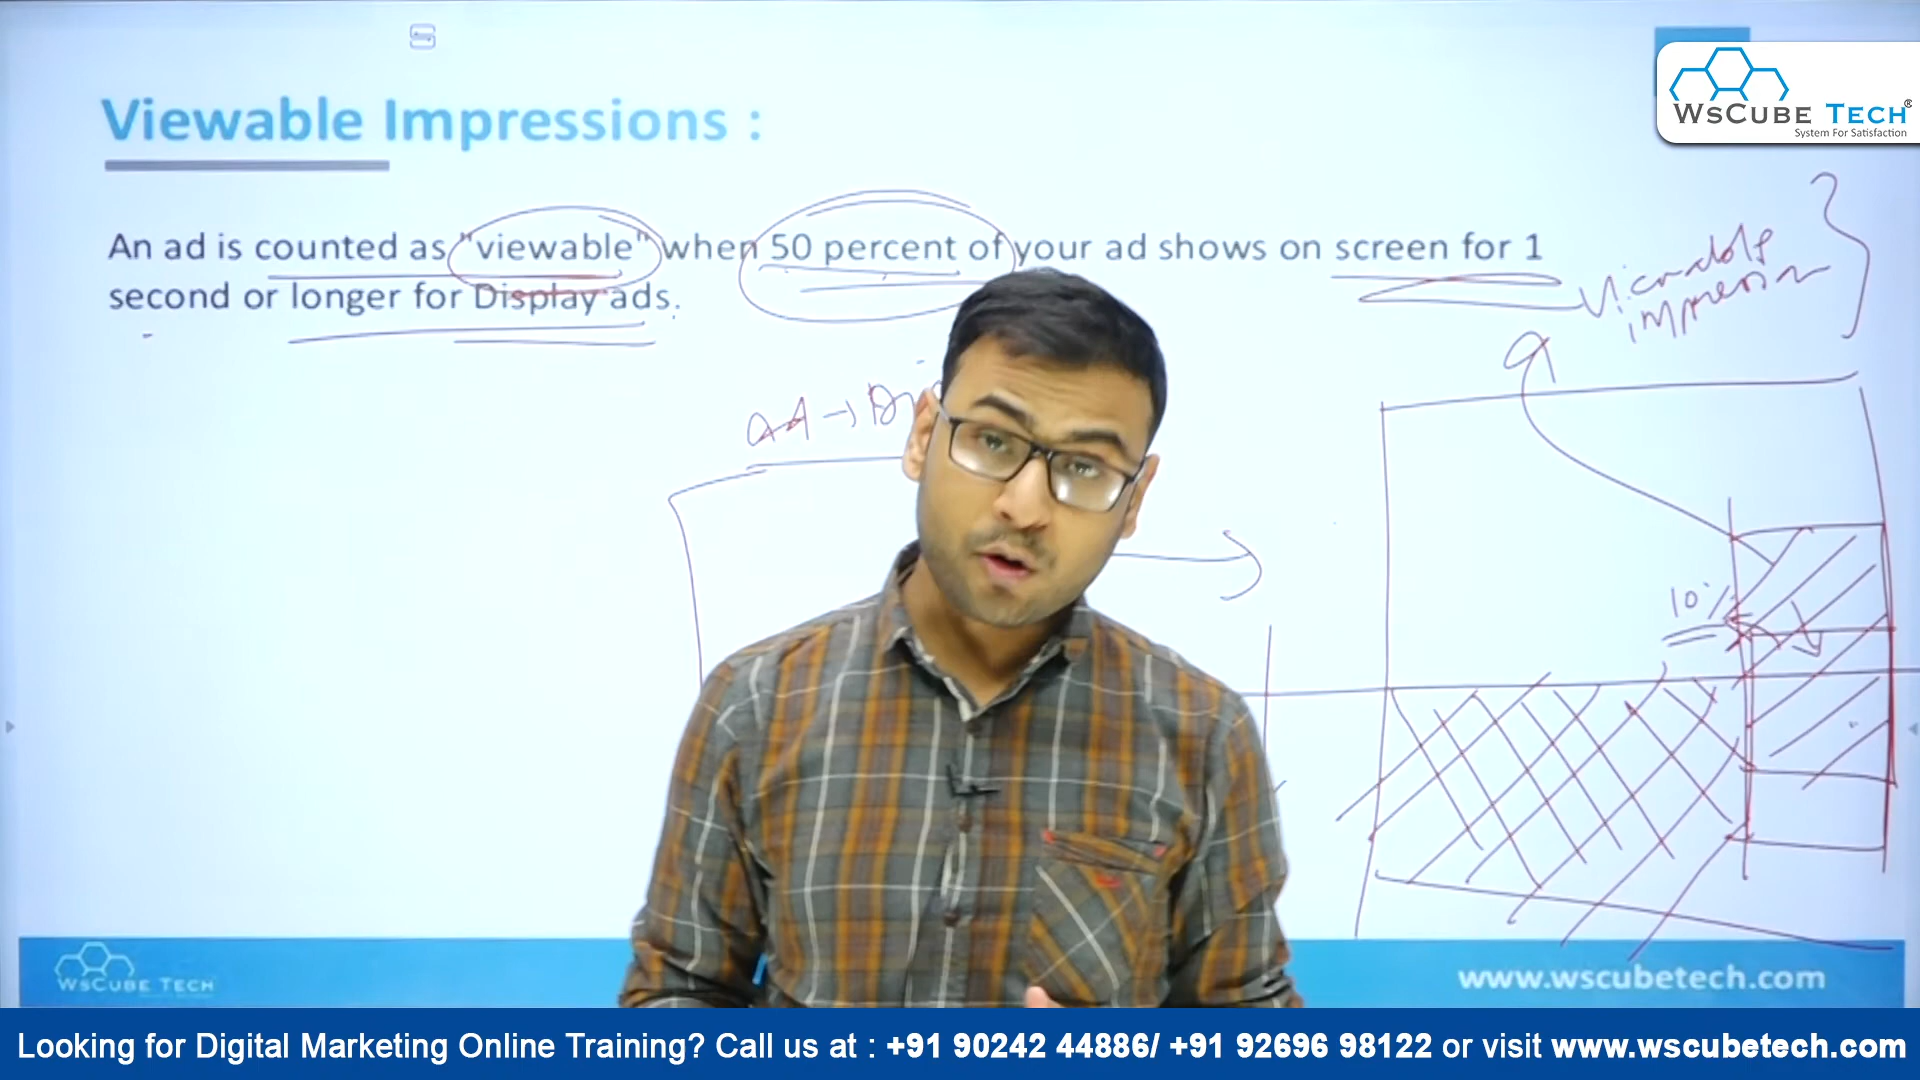 WSCUBE TECH®
System For Satisfaction
Viewable Impressions :
An ad is counted as "viewable" when 50 percent of your ad shows on screen for 1
second or longer for Display ads.
Viewable
impression
ad → Di
10%
WSCUBE TECH
www.wscubetech.com
Looking for Digital Marketing Online Training? Call us at : +91 90242 44886/ +91 92696 98122 or visit www.wscubetech.com